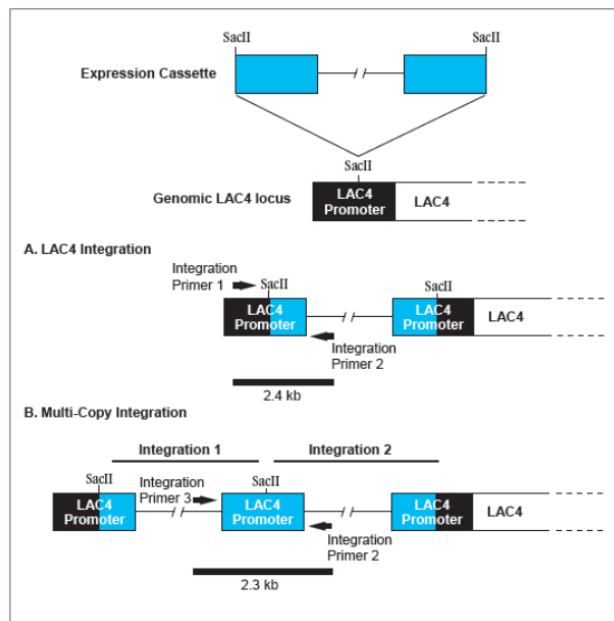 SacII SacII
Expression Cassette
SacII
Genomic LAC4 locus
LAC4
Promoter
LAC4
A. LAC4 Integration
Integration
Primer 1
SacII
SacII
LAC4
Promoter
LAC4
Promoter
LAC4
Integration
Primer 2
2.4 kb
B. Multi-Copy Integration
Integration 1
Integration 2
SacII
Integration
Primer 3
SacII
LAC4
Promoter
LAC4
Promoter
LAC4
Promoter
LAC4
Integration
Primer 2
2.3 kb